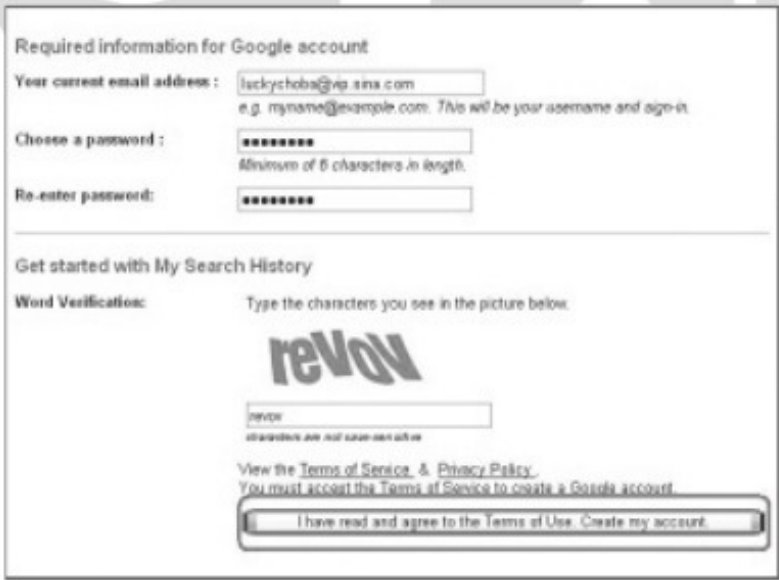 Required information for Google account
Your current email address : luckychoba@vip.sina.com
e.g. myname@example.com. This will be your username and sign-in.
Choose a password : ●●●●●●●●
Minimum of 6 characters in length.
Re-enter password: ●●●●●●●●
Get started with My Search History
Word Verification: Type the characters you see in the picture below.
reVov
revov
characters are not case-sensitive
View the Terms of Service & Privacy Policy.
You must accept the Terms of Service to create a Google account.
I have read and agree to the Terms of Use. Create my account.